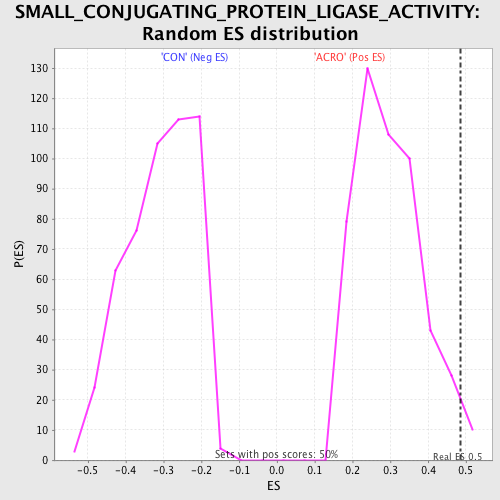 SMALL_CONJUGATING_PROTEIN_LIGASE_ACTIVITY:
Random ES distribution
'CON' (Neg ES)
'ACRO' (Pos ES)
P(ES)
130
120
110
100
90
80
70
60
50
40
30
20
10
0
Sets with pos scores: 50%
Real ES 0.5
-0.5 -0.4 -0.3 -0.2 -0.1 0.0 0.1 0.2 0.3 0.4 0.5
ES